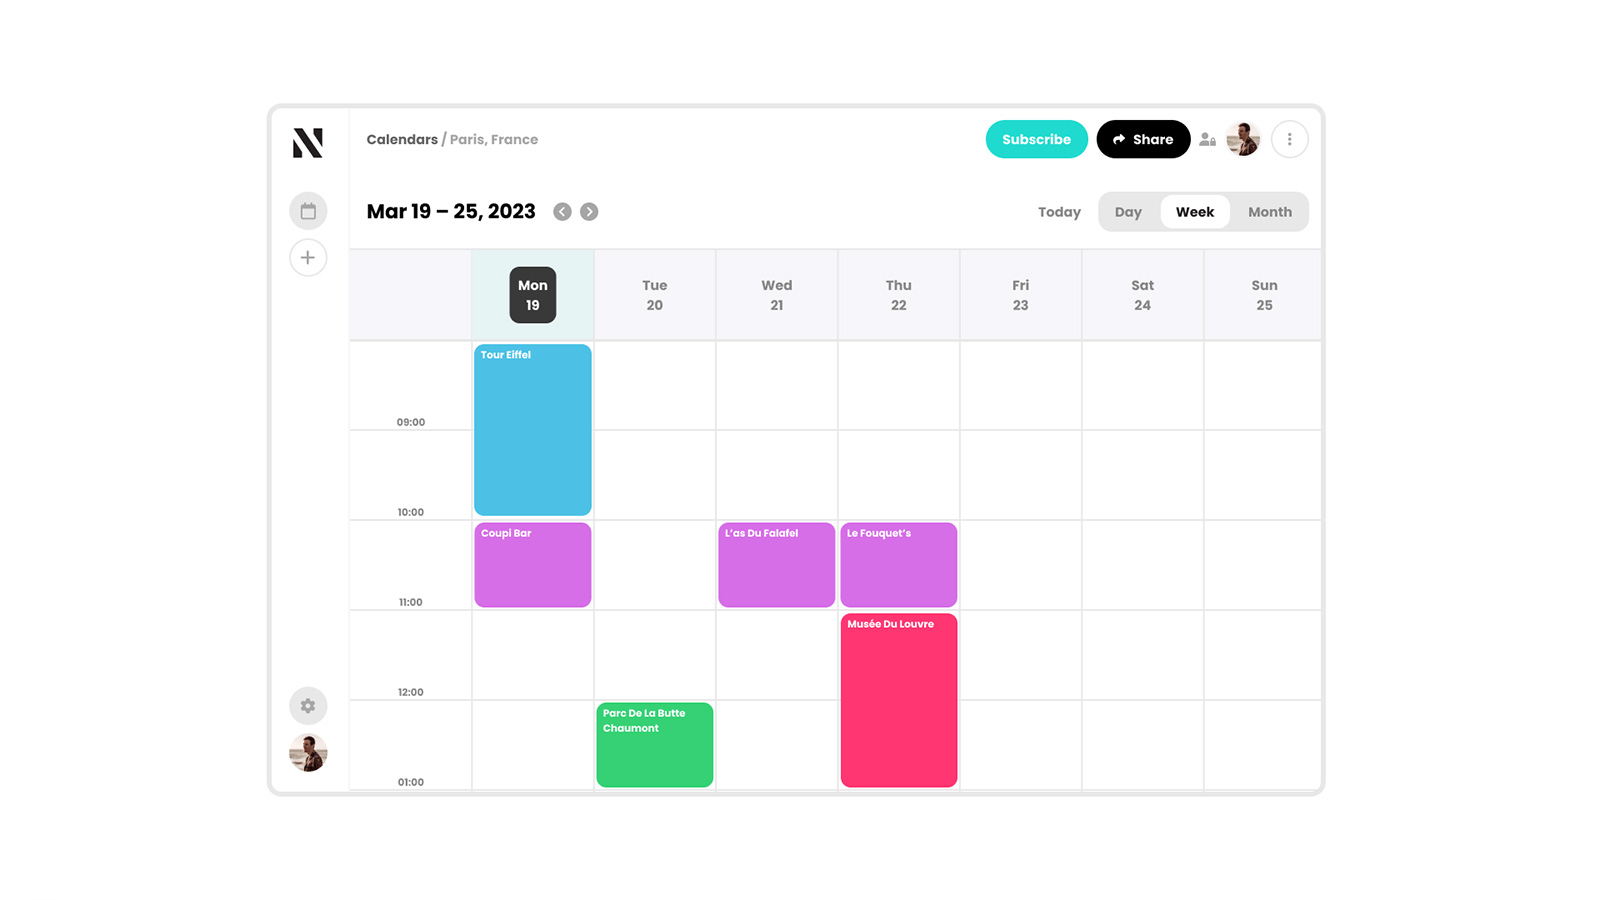 Calendars / Paris, France
Subscribe
Share
Mar 19 – 25, 2023
Today
Day
Week
Month
Mon
19
Tue
20
Wed
21
Thu
22
Fri
23
Sat
24
Sun
25
Tour Eiffel
09:00
10:00
Coupi Bar
L’as Du Falafel
Le Fouquet’s
11:00
Musée Du Louvre
12:00
Parc De La Butte
Chaumont
01:00